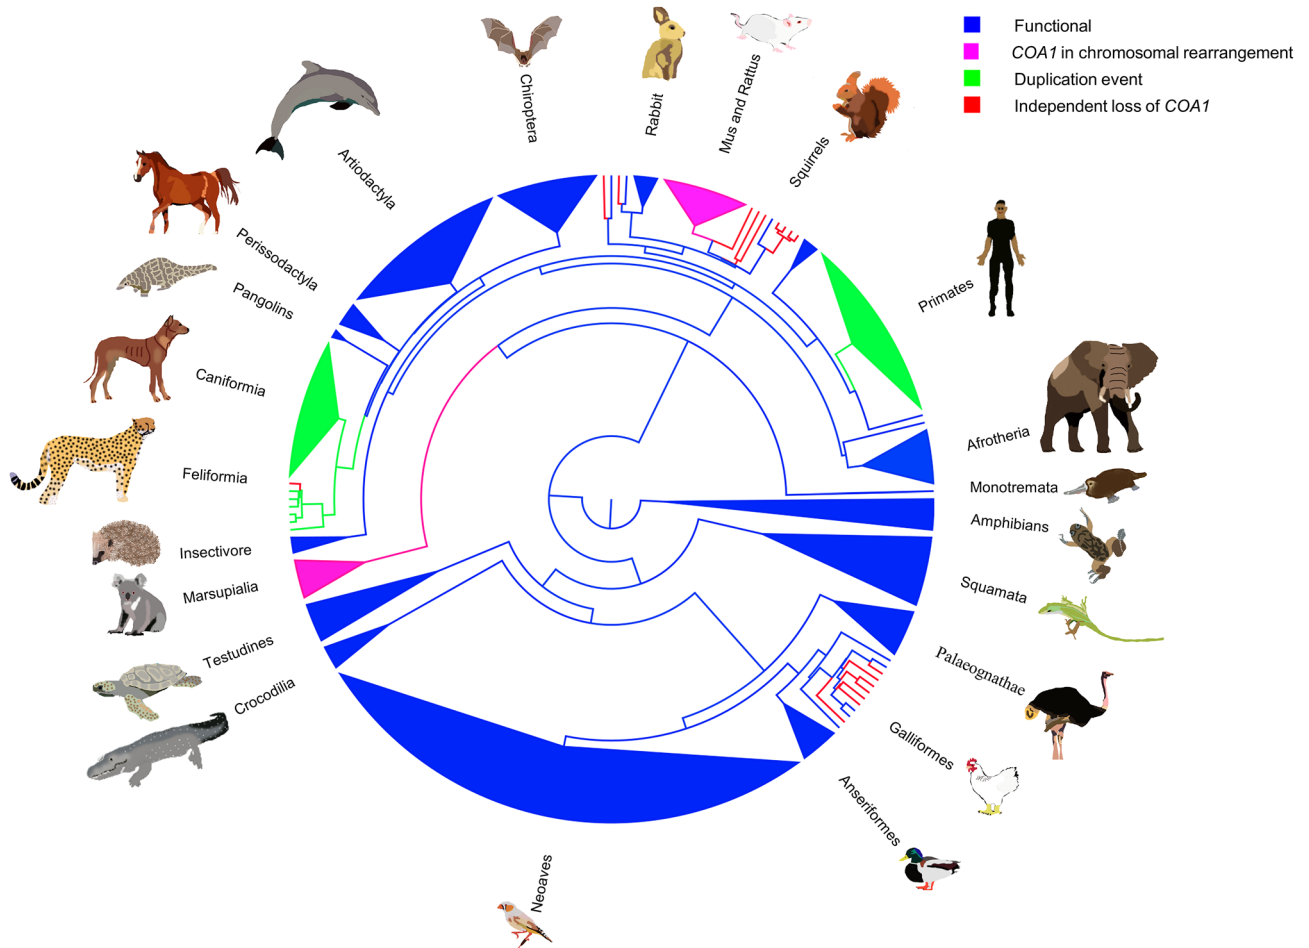 Functional
COA1 in chromosomal rearrangement
Duplication event
Independent loss of COA1
Chiroptera
Rabbit
Mus and Rattus
Squirrels
Artiodactyla
Perissodactyla
Pangolins
Primates
Caniformia
Afrotheria
Feliformia
Monotremata
Amphibians
Insectivore
Marsupialia
Squamata
Testudines
Palaeognathae
Crocodilia
Galliformes
Anseriformes
Neoaves